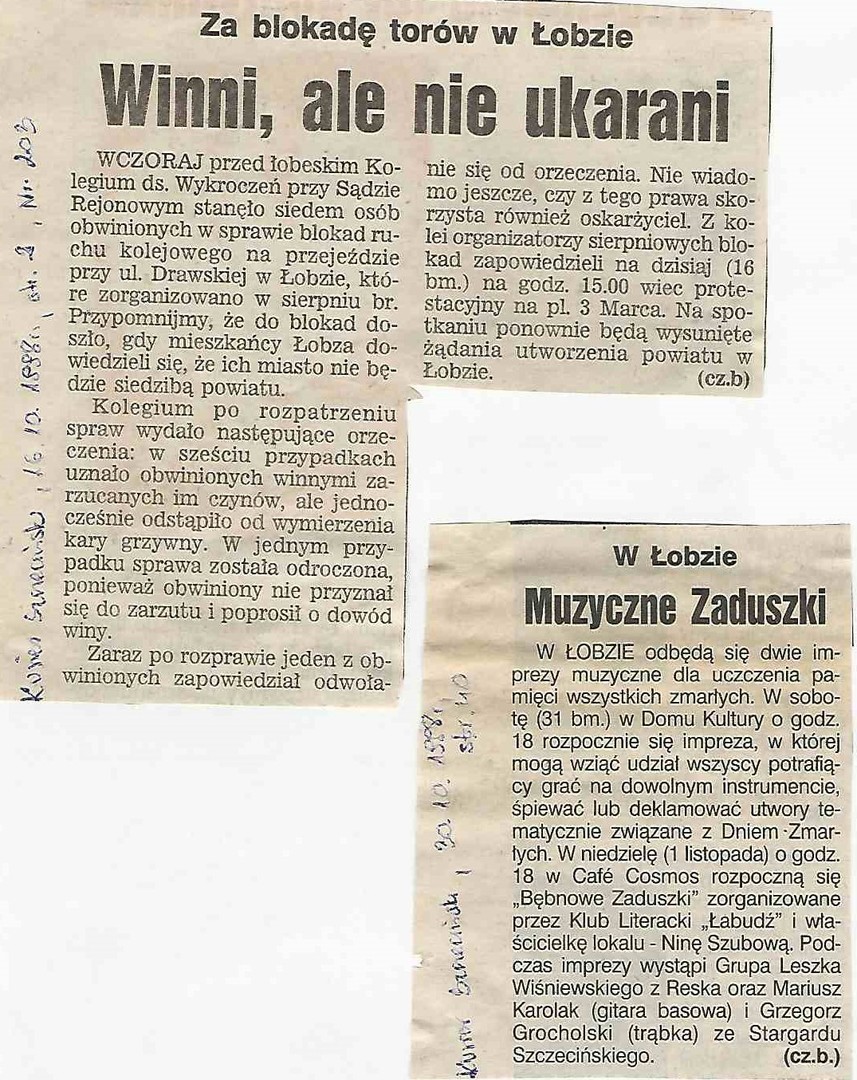 Za blokadę torów w Łobzie
Winni, ale nie ukarani
WCZORAJ przed łobeskim Ko-
legium ds. Wykroczeń przy Sądzie
Rejonowym stanęło siedem osób
obwinionych w sprawie blokad ru-
chu kolejowego na przejeździe
przy ul. Drawskiej w Łobzie, któ-
re zorganizowano w sierpniu br.
Przypomnijmy, że do blokad do-
szło, gdy mieszkańcy Łobza do-
wiedzieli się, że ich miasto nie bę-
dzie siedzibą powiatu.
Kolegium po rozpatrzeniu
spraw wydało następujące orze-
czenia: w sześciu przypadkach
uznało obwinionych winnymi za-
rzucanych im czynów, ale jedno-
cześnie odstąpiło od wymierzenia
kary grzywny. W jednym przy-
padku sprawa została odroczona,
ponieważ obwiniony nie przyznał
się do zarzutu i poprosił o dowód
winy.
Zaraz po rozprawie jeden z ob-
winionych zapowiedział odwoła-
nie się od orzeczenia. Nie wiado-
mo jeszcze, czy z tego prawa sko-
rzysta również oskarżyciel. Z ko-
lei organizatorzy sierpniowych blo-
kad zapowiedzieli na dzisiaj (16
bm.) na godz. 15.00 wiec prote-
stacyjny na pl. 3 Marca. Na spo-
tkaniu ponownie będą wysunięte
żądania utworzenia powiatu w
Łobzie. (cz.b)
Kurier Szczeciński, 16.10.1998r., str. 2, Nr. 203
W Łobzie
Muzyczne Zaduszki
W ŁOBZIE odbędą się dwie im-
prezy muzyczne dla uczczenia pa-
mięci wszystkich zmarłych. W sobo-
tę (31 bm.) w Domu Kultury o godz.
18 rozpocznie się impreza, w której
mogą wziąć udział wszyscy potrafią-
cy grać na dowolnym instrumencie,
śpiewać lub deklamować utwory te-
matycznie związane z Dniem Zmar-
łych. W niedzielę (1 listopada) o godz.
18 w Café Cosmos rozpoczną się
„Bębnowe Zaduszki” zorganizowane
przez Klub Literacki „Łabudź” i wła-
ścicielkę lokalu - Ninę Szubową. Pod-
czas imprezy wystąpi Grupa Leszka
Wiśniewskiego z Reska oraz Mariusz
Karolak (gitara basowa) i Grzegorz
Grocholski (trąbka) ze Stargardu
Szczecińskiego. (cz.b.)
Kurier Szczeciński, 30.10.1998r,
str. 40